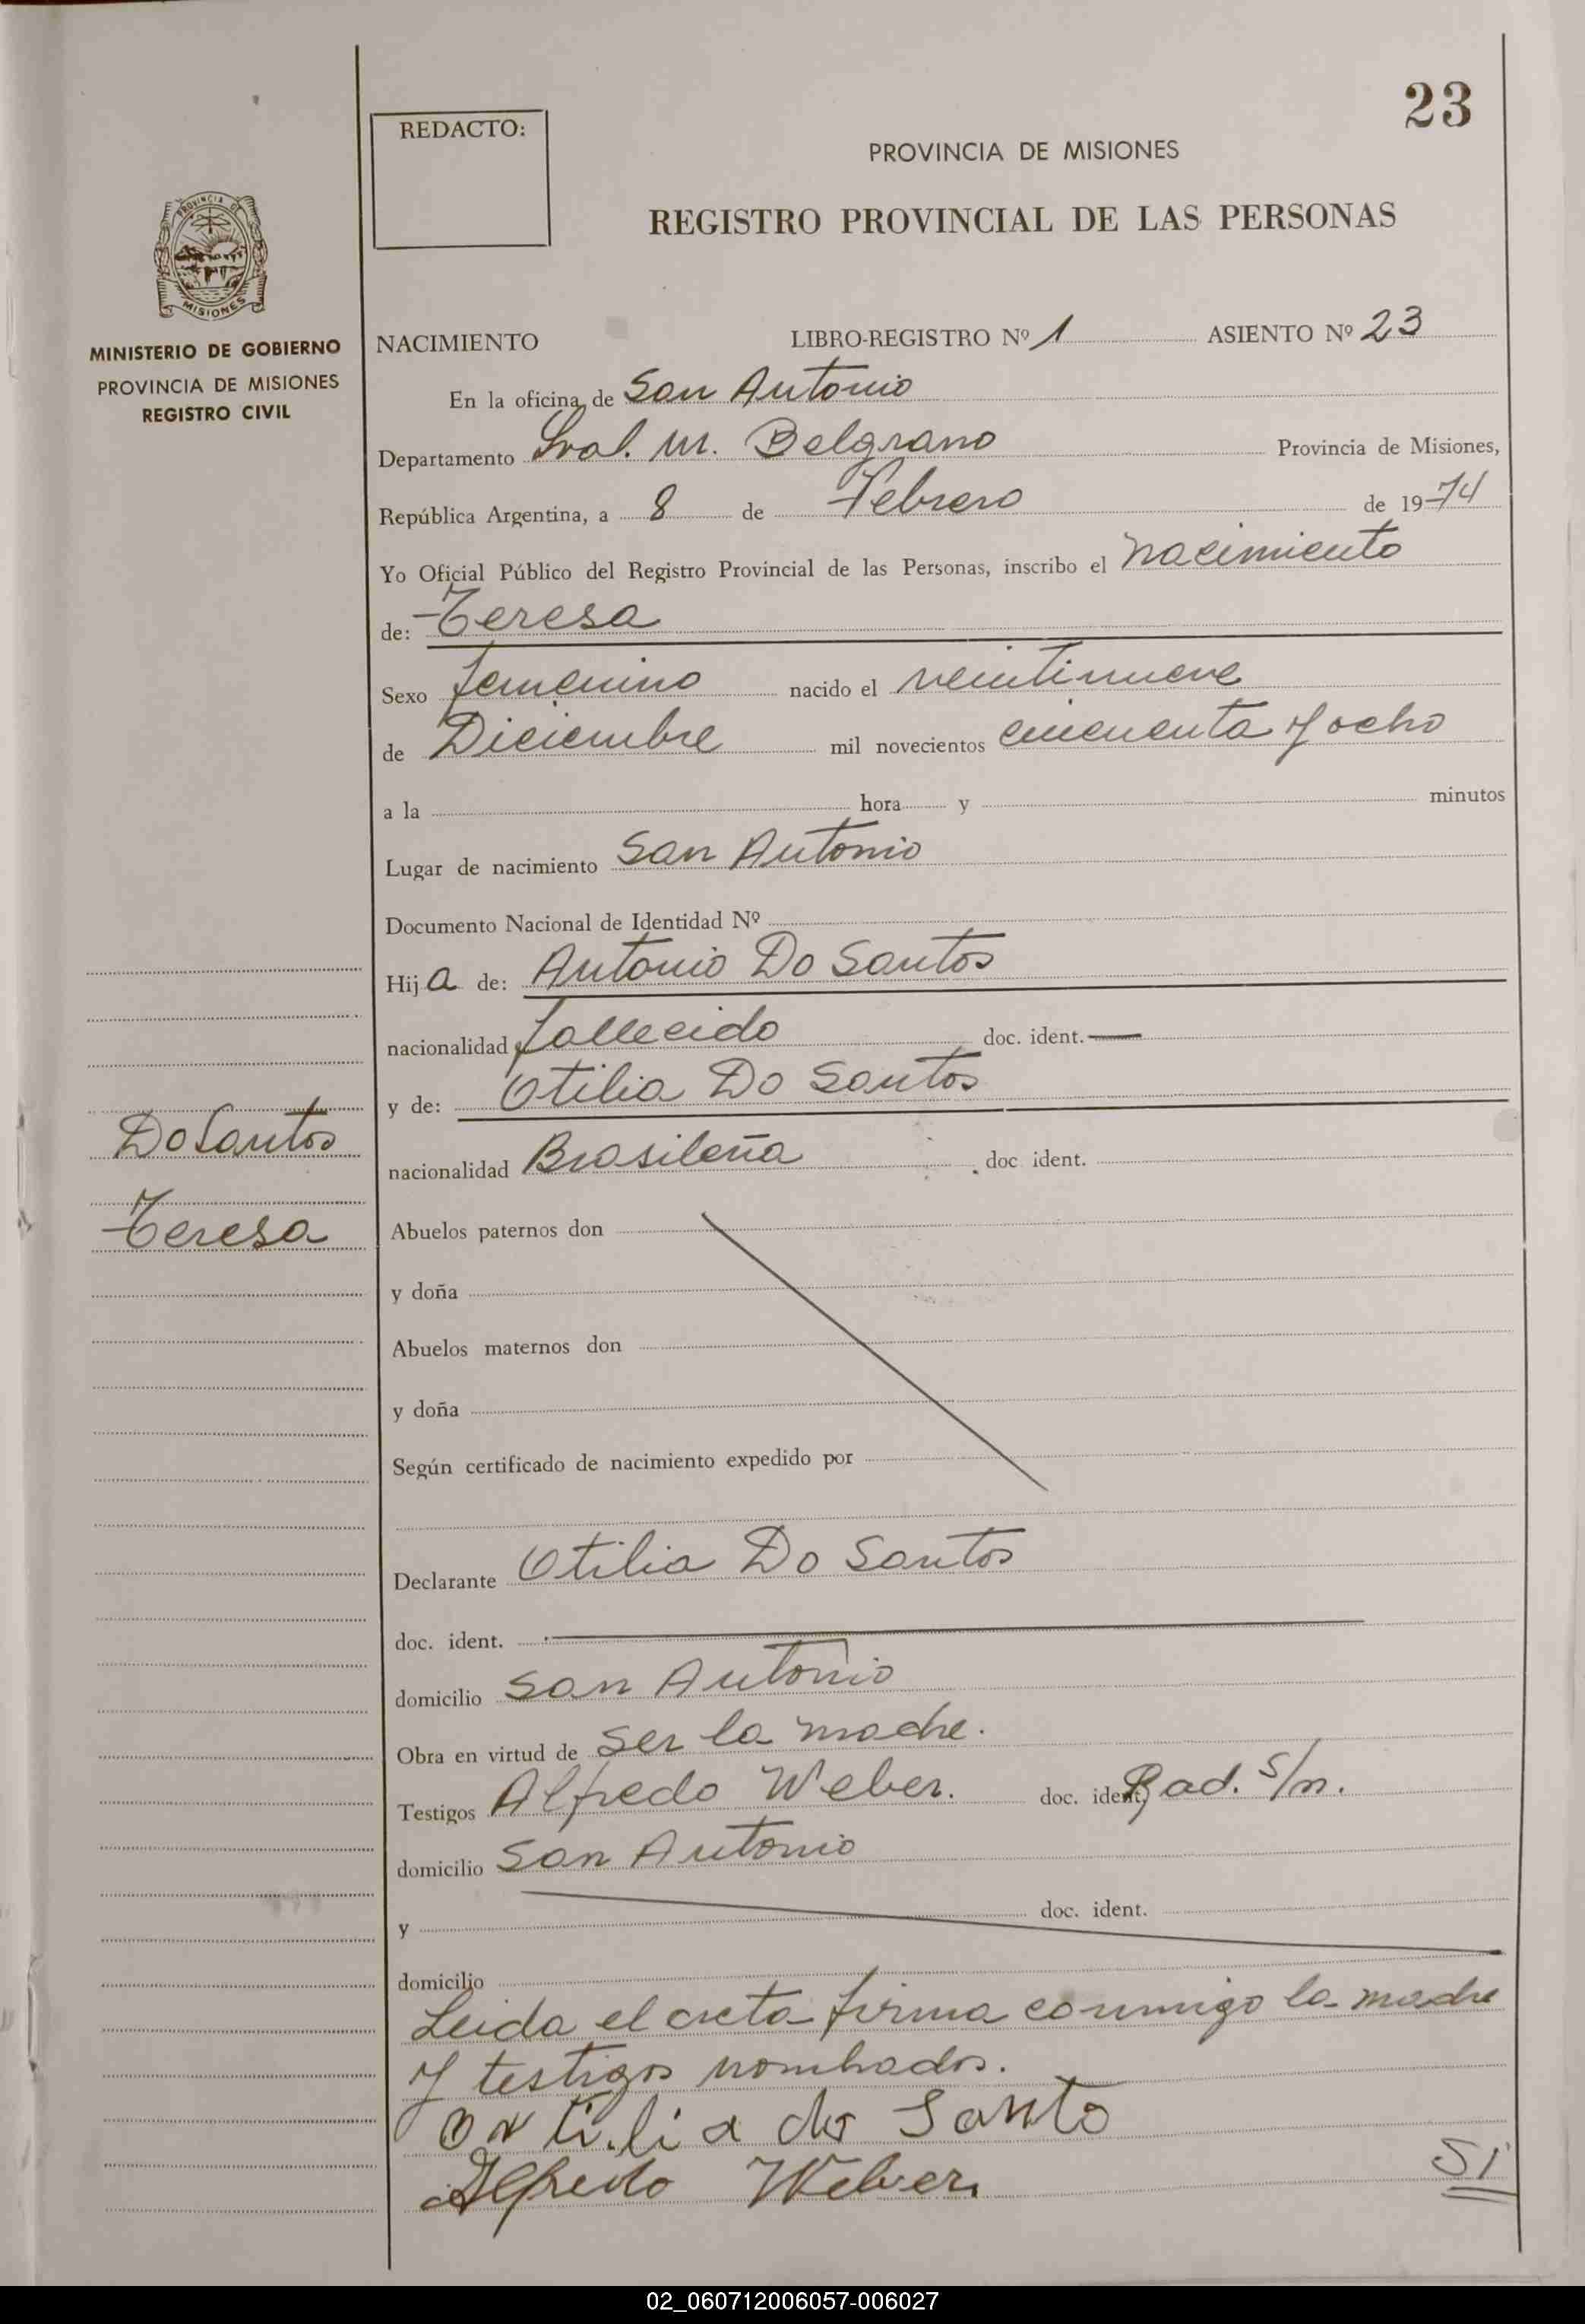 23
REDACTO:
PROVINCIA DE MISIONES
REGISTRO PROVINCIAL DE LAS PERSONAS
PROVINCIA DE
MISIONES
MINISTERIO DE GOBIERNO
PROVINCIA DE MISIONES
REGISTRO CIVIL
NACIMIENTO LIBRO-REGISTRO Nº 1 ASIENTO Nº 23
En la oficina de San Antonio
Departamento Gral. M. Belgrano Provincia de Misiones,
República Argentina, a 8 de Febrero de 1974
Yo Oficial Público del Registro Provincial de las Personas, inscribo el nacimiento
de: Teresa
Sexo femenino nacido el veintinueve
de Diciembre mil novecientos cincuenta y ocho
a la hora y minutos
Lugar de nacimiento San Antonio
Documento Nacional de Identidad Nº
Hija de: Antonio Do Santos
nacionalidad fallecido doc. ident. —
y de: Otilia Do Santos
nacionalidad Brasileña doc ident.
Do Santos
Teresa
Abuelos paternos don
y doña
Abuelos maternos don
y doña
Según certificado de nacimiento expedido por
Declarante Otilia Do Santos
doc. ident.
domicilio San Antonio
Obra en virtud de ser la madre.
Testigos Alfredo Weber. doc. ident. Rad. S/n.
domicilio San Antonio
y doc. ident.
domicilio
Leida el acta firma conmigo la madre
y testigos nombrados.
do Santo
Alfredo Weber
02_060712006057-006027